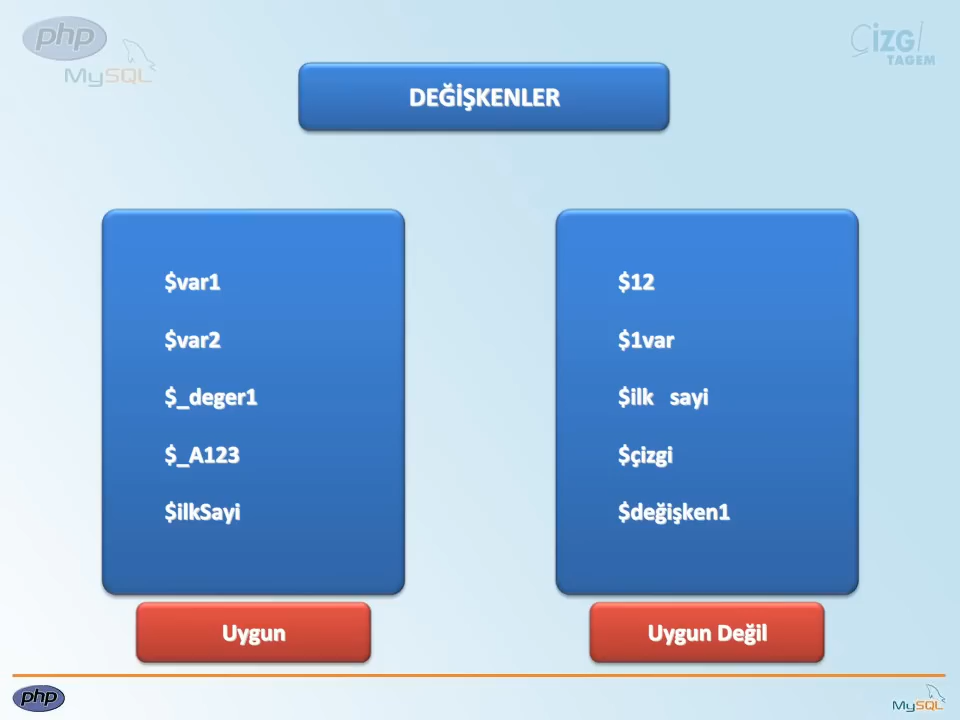 php
MySQL
ÇizGİ
TAGEM
DEĞİŞKENLER
$var1
$var2
$_deger1
$_A123
$ilkSayi
Uygun
$12
$1var
$ilk sayi
$çizgi
$değişken1
Uygun Değil
php
MySQL